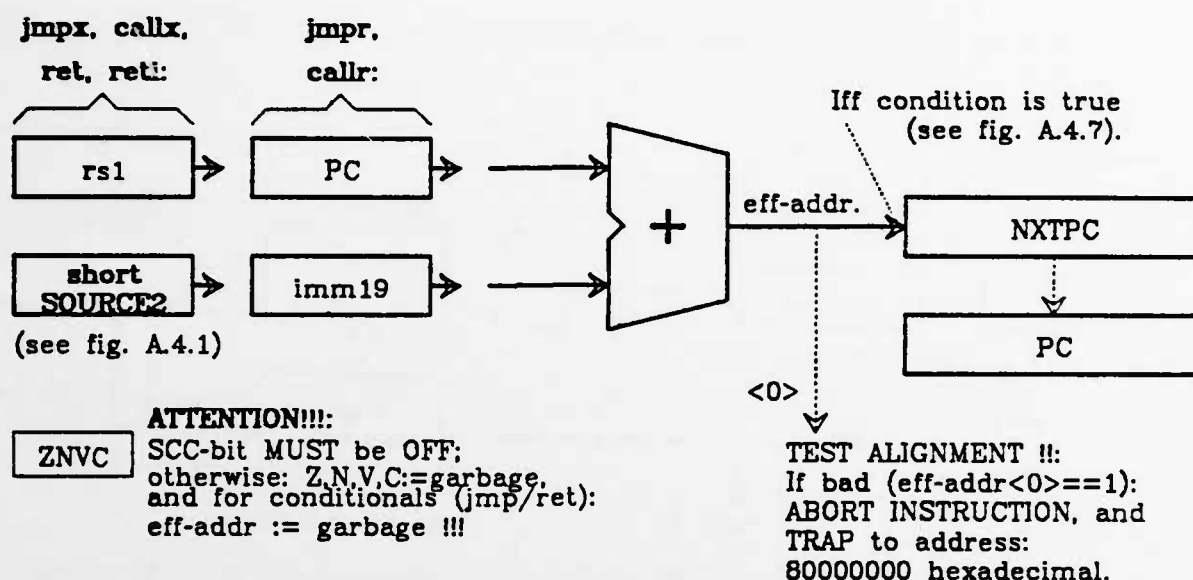 jmpx, callx,
ret, reti:
jmpr,
callr:
rs1
PC
short
SOURCE2
imm19
(see fig. A.4.1)
+
eff-addr.
Iff condition is true
(see fig. A.4.7).
NXTPC
PC
<0>
ZNVC
ATTENTION!!!:
SCC-bit MUST be OFF;
otherwise: Z,N,V,C:=garbage,
and for conditionals (jmp/ret):
eff-addr := garbage !!!
TEST ALIGNMENT !!:
If bad (eff-addr<0>==1):
ABORT INSTRUCTION, and
TRAP to address:
80000000 hexadecimal.